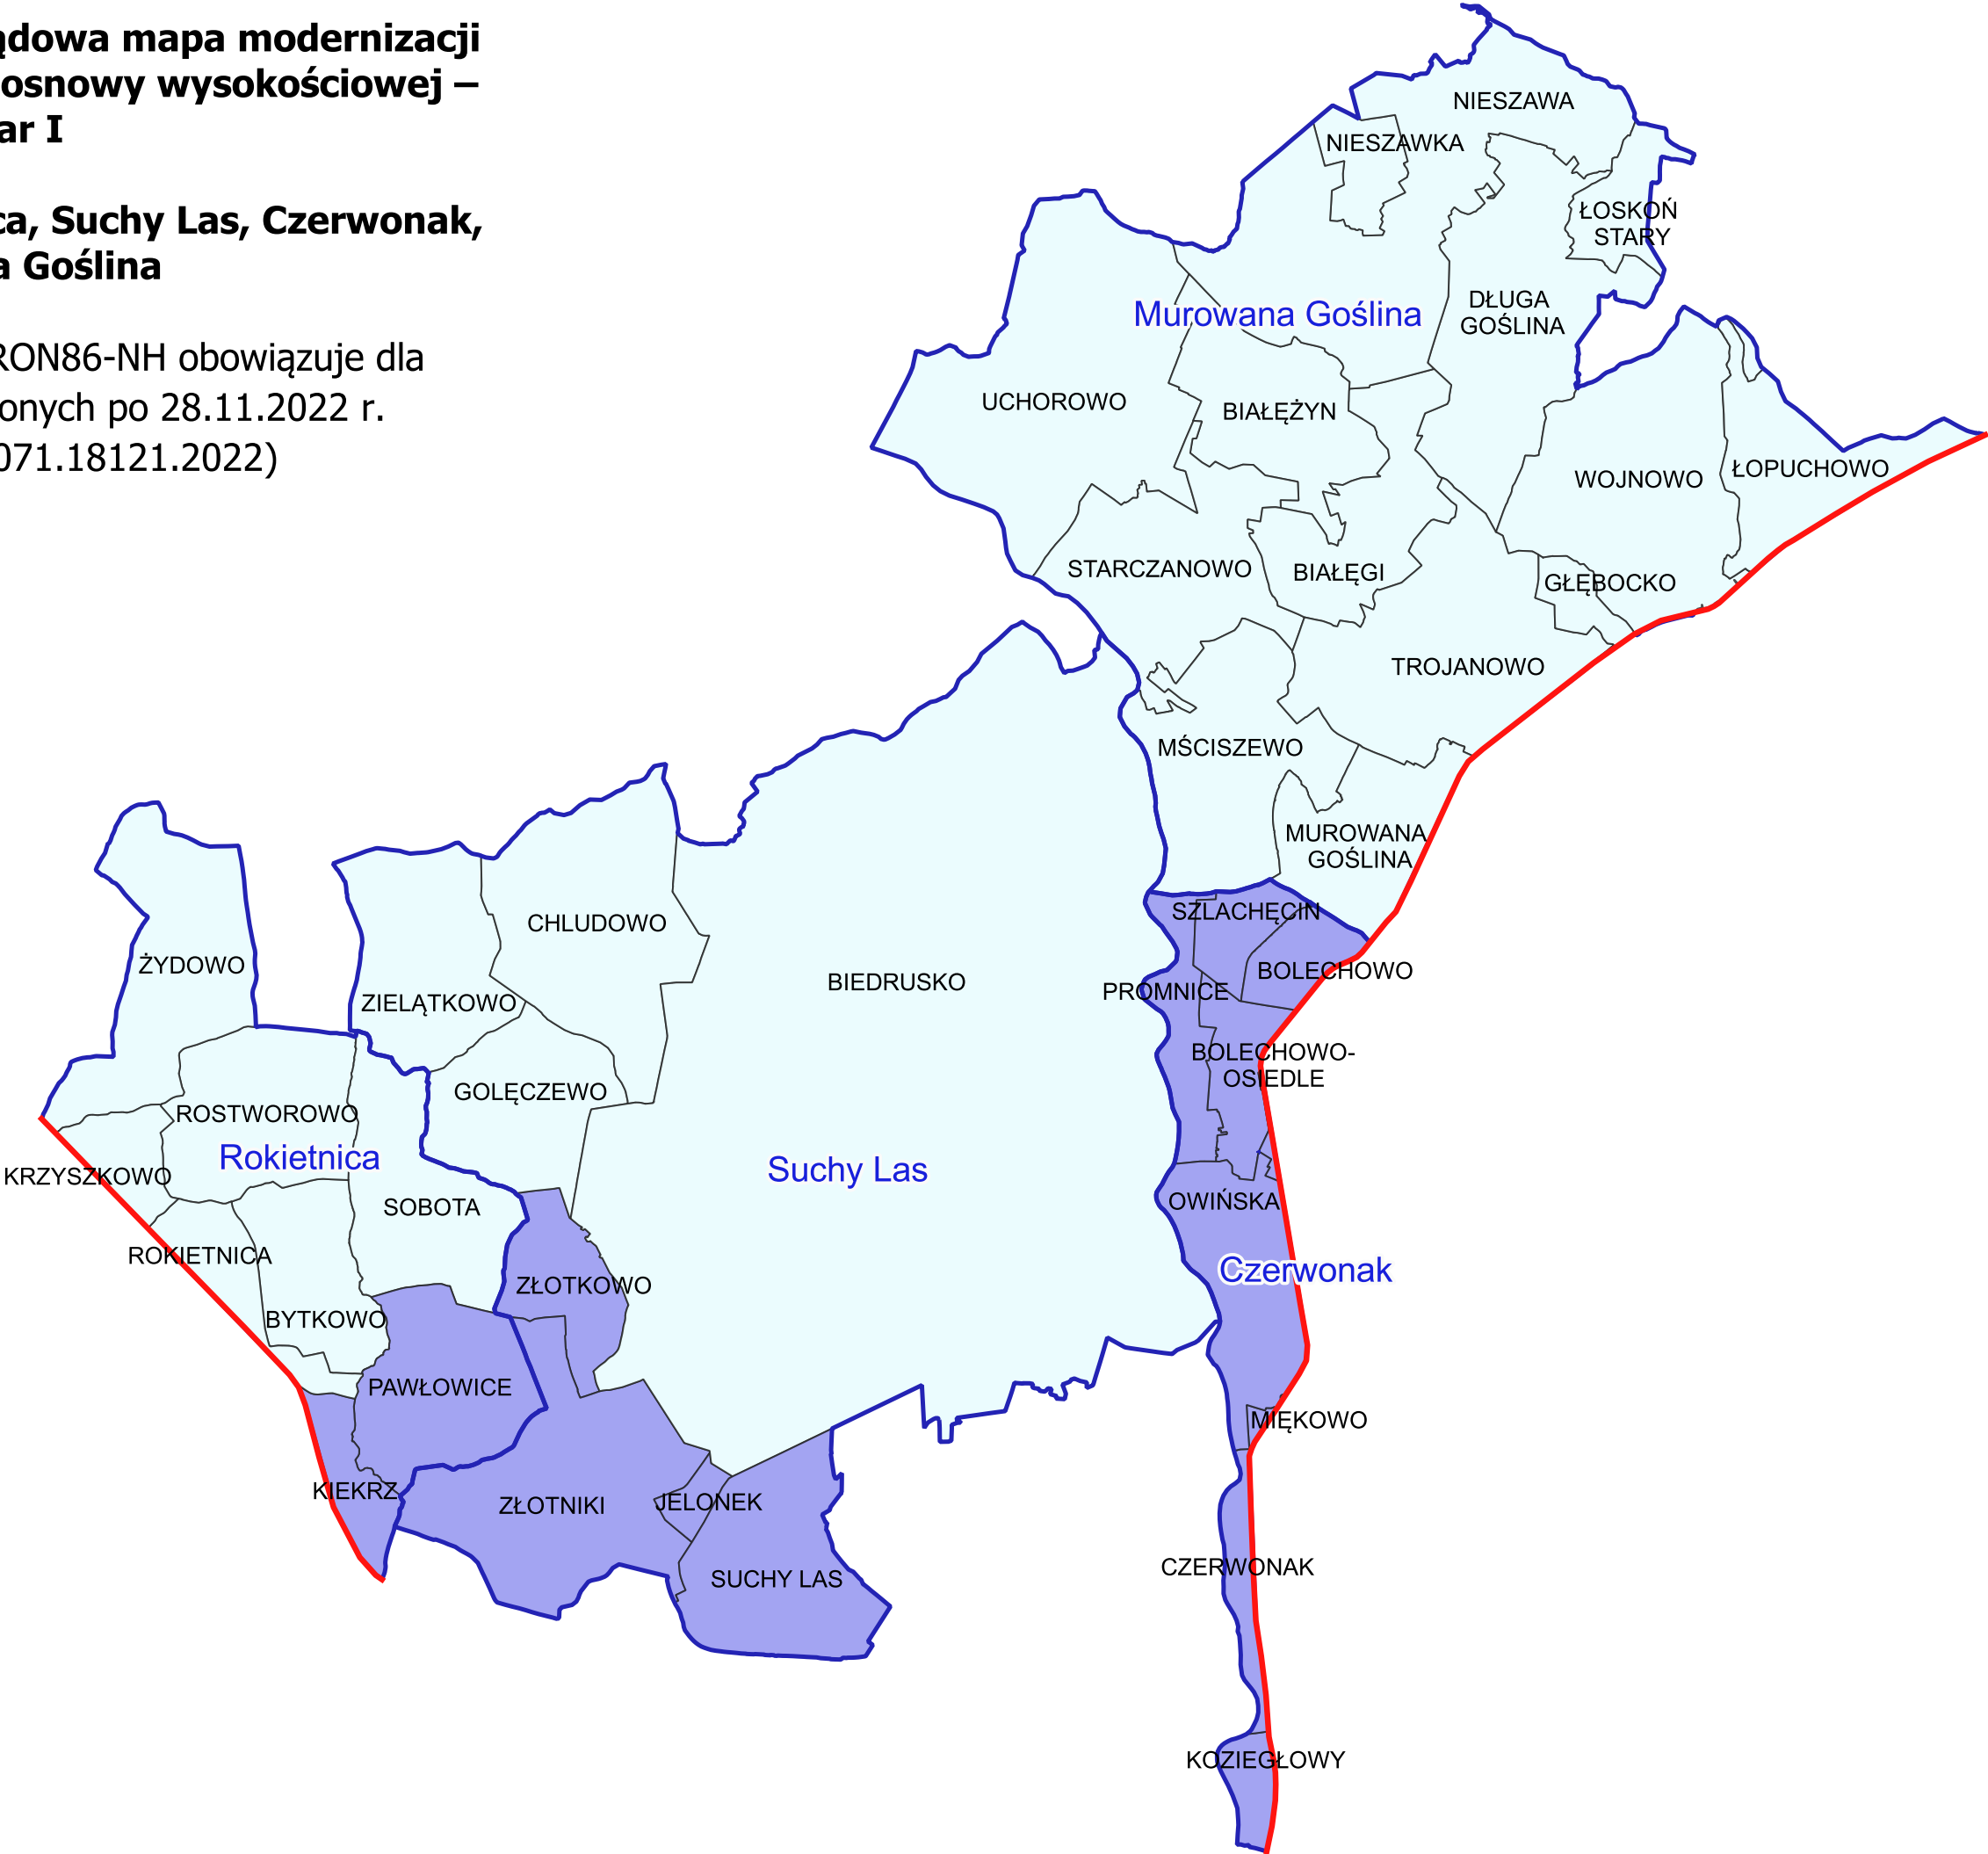 ądowa mapa modernizacji
osnowy wysokościowej –
ar I
ca, Suchy Las, Czerwonak,
a Goślina
RON86-NH obowiązuje dla
onych po 28.11.2022 r.
071.18121.2022)
NIESZAWA
NIESZAWKA
ŁOSKOŃ
STARY
DŁUGA
GOŚLINA
Murowana Goślina
UCHOROWO
BIAŁĘŻYN
WOJNOWO
ŁOPUCHOWO
STARCZANOWO
BIAŁĘGI
GŁĘBOCKO
TROJANOWO
MŚCISZEWO
MUROWANA
GOŚLINA
CHLUDOWO
SZLACHĘCIN
ŻYDOWO
BIEDRUSKO
BOLECHOWO
ZIELĄTKOWO
PROMNICE
BOLECHOWO-
OSIEDLE
GOLĘCZEWO
ROSTWOROWO
Rokietnica
Suchy Las
KRZYSZKOWO
SOBOTA
OWIŃSKA
ROKIETNICA
Czerwonak
ZŁOTKOWO
BYTKOWO
PAWŁOWICE
MIĘKOWO
KIEKRZ
ZŁOTNIKI
JELONEK
CZERWONAK
SUCHY LAS
KOZIEGŁOWY